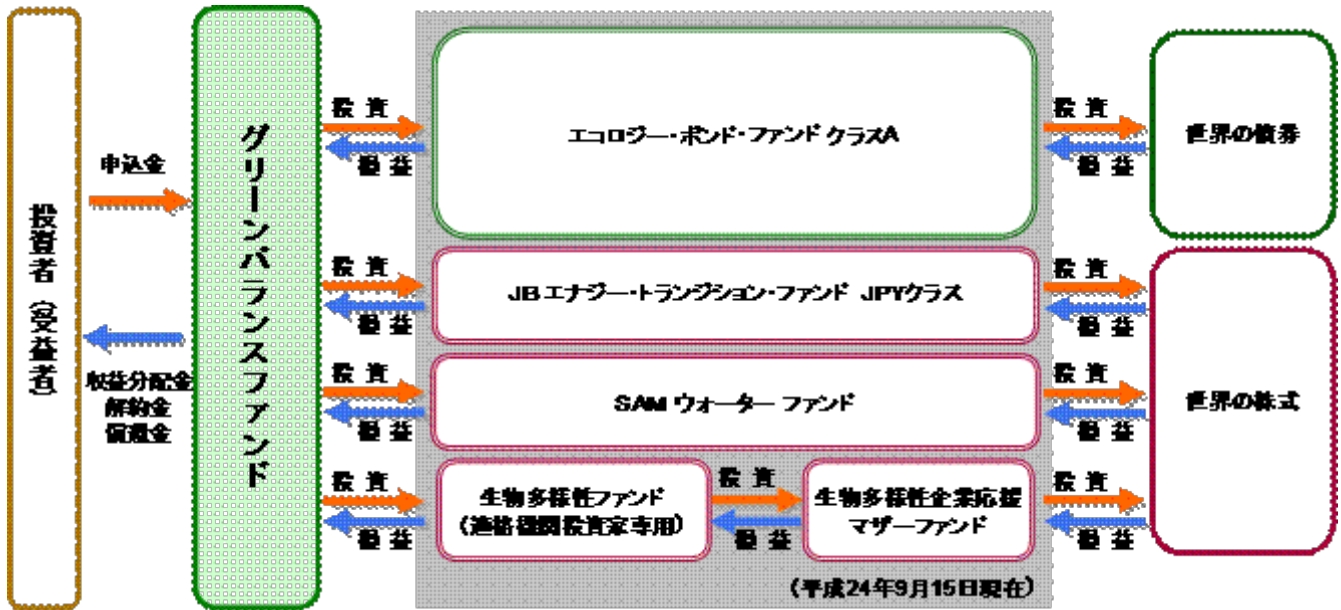 投資者（受益者）
申込金
収益分配金
解約金
償還金
グリーンバランスファンド
投資
損益
エコロジー・ボンド・ファンド クラスA
投資
損益
世界の債券
投資
損益
JB エナジー・トランジション・ファンド JPYクラス
投資
損益
投資
損益
SAM ウォーター ファンド
投資
損益
世界の株式
投資
損益
生物多様性ファンド
（適格機関投資家専用）
投資
損益
生物多様性企業応援
マザーファンド
投資
損益
（平成24年9月15日現在）